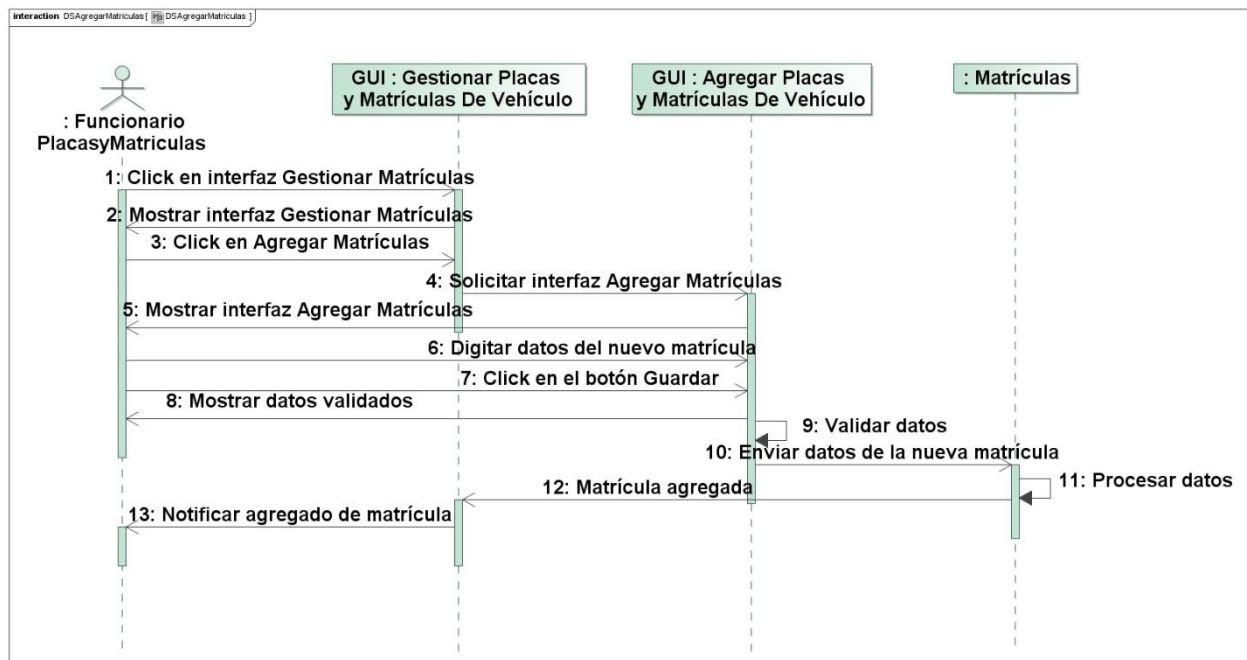 interaction DSAgregarMatriculas [ DSAgregarMatriculas ]
GUI : Gestionar Placas
y Matrículas De Vehículo
GUI : Agregar Placas
y Matrículas De Vehículo
: Matrículas
: Funcionario
PlacasyMatriculas
1: Click en interfaz Gestionar Matrículas
2: Mostrar interfaz Gestionar Matrículas
3: Click en Agregar Matrículas
4: Solicitar interfaz Agregar Matrículas
5: Mostrar interfaz Agregar Matrículas
6: Digitar datos del nuevo matrícula
7: Click en el botón Guardar
8: Mostrar datos validados
9: Validar datos
10: Enviar datos de la nueva matrícula
11: Procesar datos
12: Matrícula agregada
13: Notificar agregado de matrícula